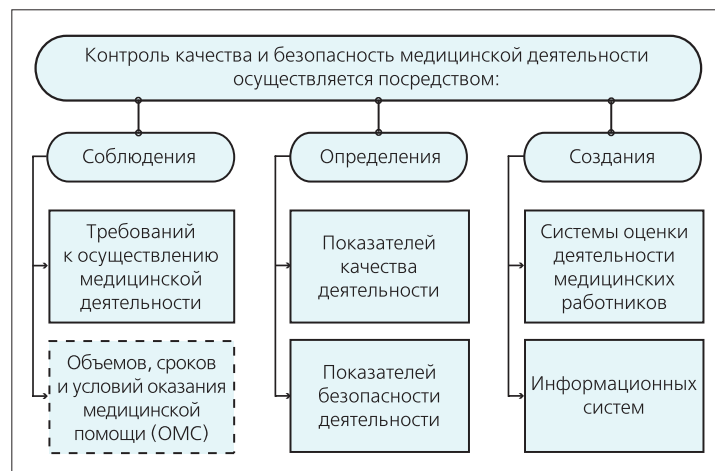 Контроль качества и безопасность медицинской деятельности
осуществляется посредством:
Соблюдения
Определения
Создания
Требований
к осуществлению
медицинской
деятельности
Показателей
качества
деятельности
Системы оценки
деятельности
медицинских
работников
Объемов, сроков
и условий оказания
медицинской
помощи (ОМС)
Показателей
безопасности
деятельности
Информационных
систем